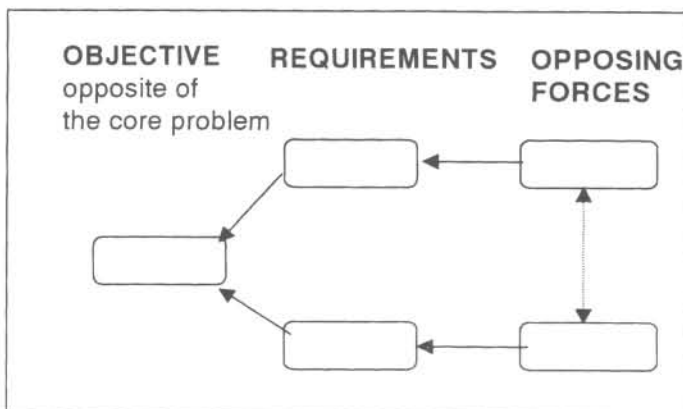 OBJECTIVE
opposite of
the core problem
REQUIREMENTS
OPPOSING
FORCES